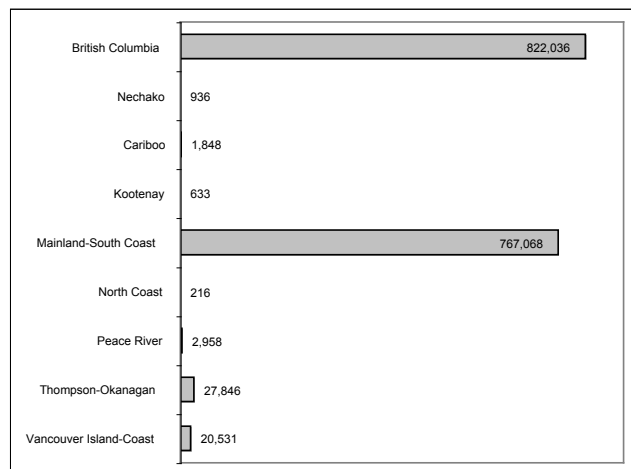 British Columbia 822,036
Nechako 936
Cariboo 1,848
Kootenay 633
Mainland-South Coast 767,068
North Coast 216
Peace River 2,958
Thompson-Okanagan 27,846
Vancouver Island-Coast 20,531